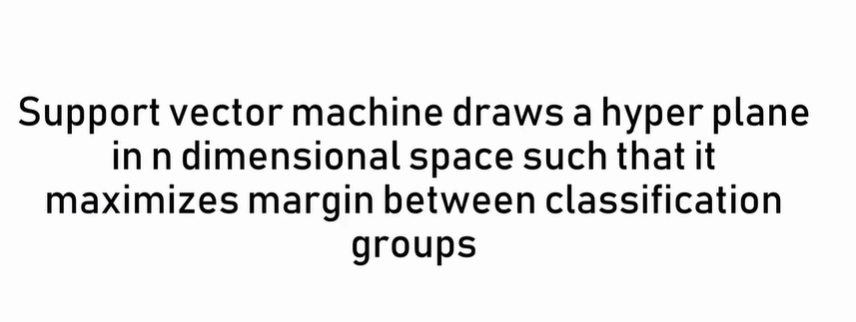 Support vector machine draws a hyper plane
in n dimensional space such that it
maximizes margin between classification
groups